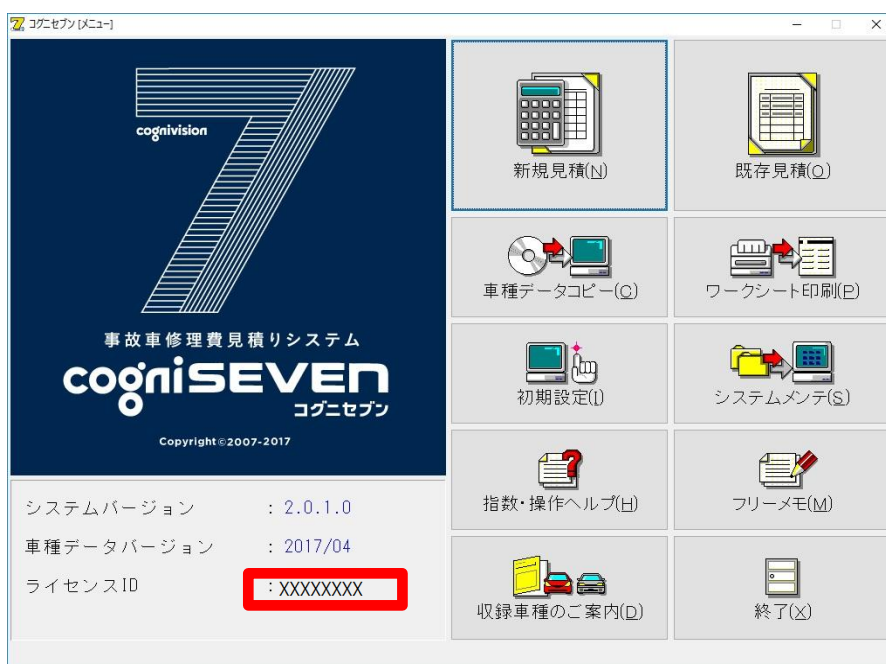 コグニセブン [メニュー]
cognivision
事故車修理費見積りシステム
cogniSEVEN
コグニセブン
Copyright©2007-2017
システムバージョン : 2.0.1.0
車種データバージョン : 2017/04
ライセンスID : XXXXXXXX
新規見積(N)
既存見積(O)
車種データコピー(C)
ワークシート印刷(P)
初期設定(I)
システムメンテ(S)
指数・操作ヘルプ(H)
フリーメモ(M)
収録車種のご案内(D)
終了(X)